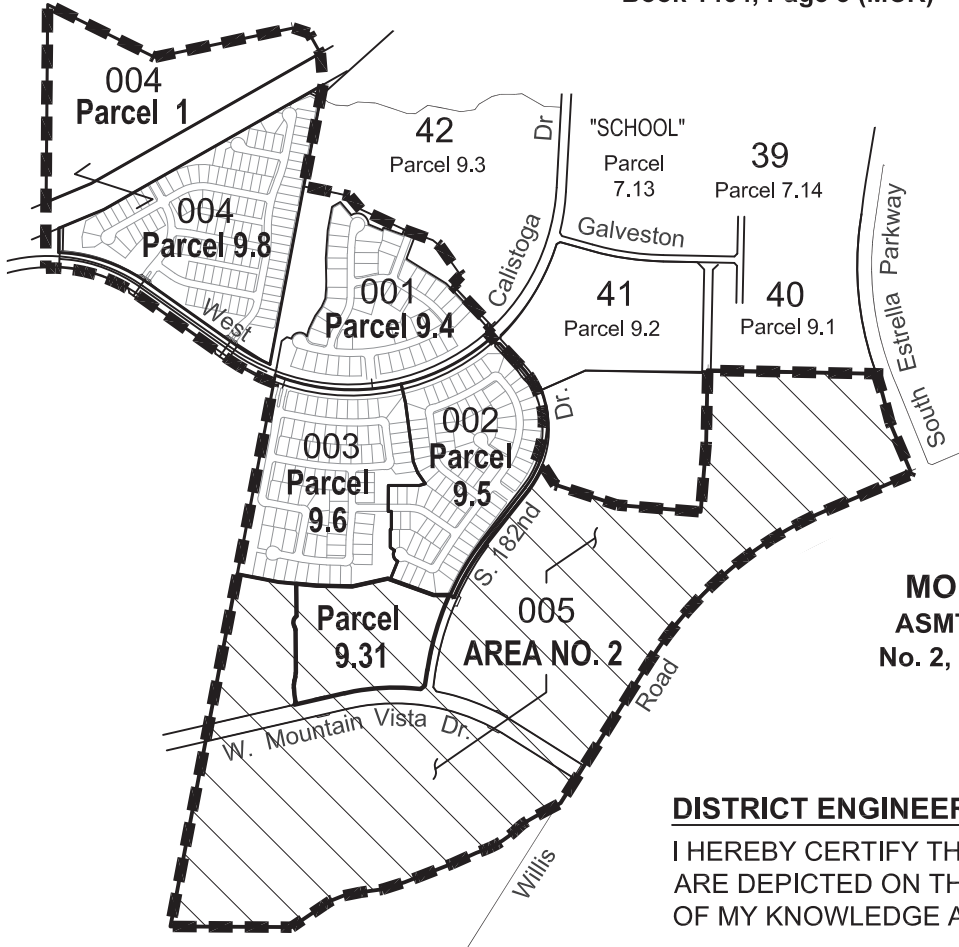 004
Parcel 1
42
Parcel 9.3
Dr
"SCHOOL"
Parcel
7.13
39
Parcel 7.14
004
Parcel 9.8
Galveston
Calistoga
South Estrella Parkway
001
Parcel 9.4
West
41
Parcel 9.2
40
Parcel 9.1
Dr.
002
Parcel
9.5
003
Parcel
9.6
S. 182nd
Parcel
9.31
005
AREA NO. 2
MO
ASMT
No. 2,
Road
W. Mountain Vista Dr.
Willis
DISTRICT ENGINEER
I HEREBY CERTIFY TH
ARE DEPICTED ON TH
OF MY KNOWLEDGE A